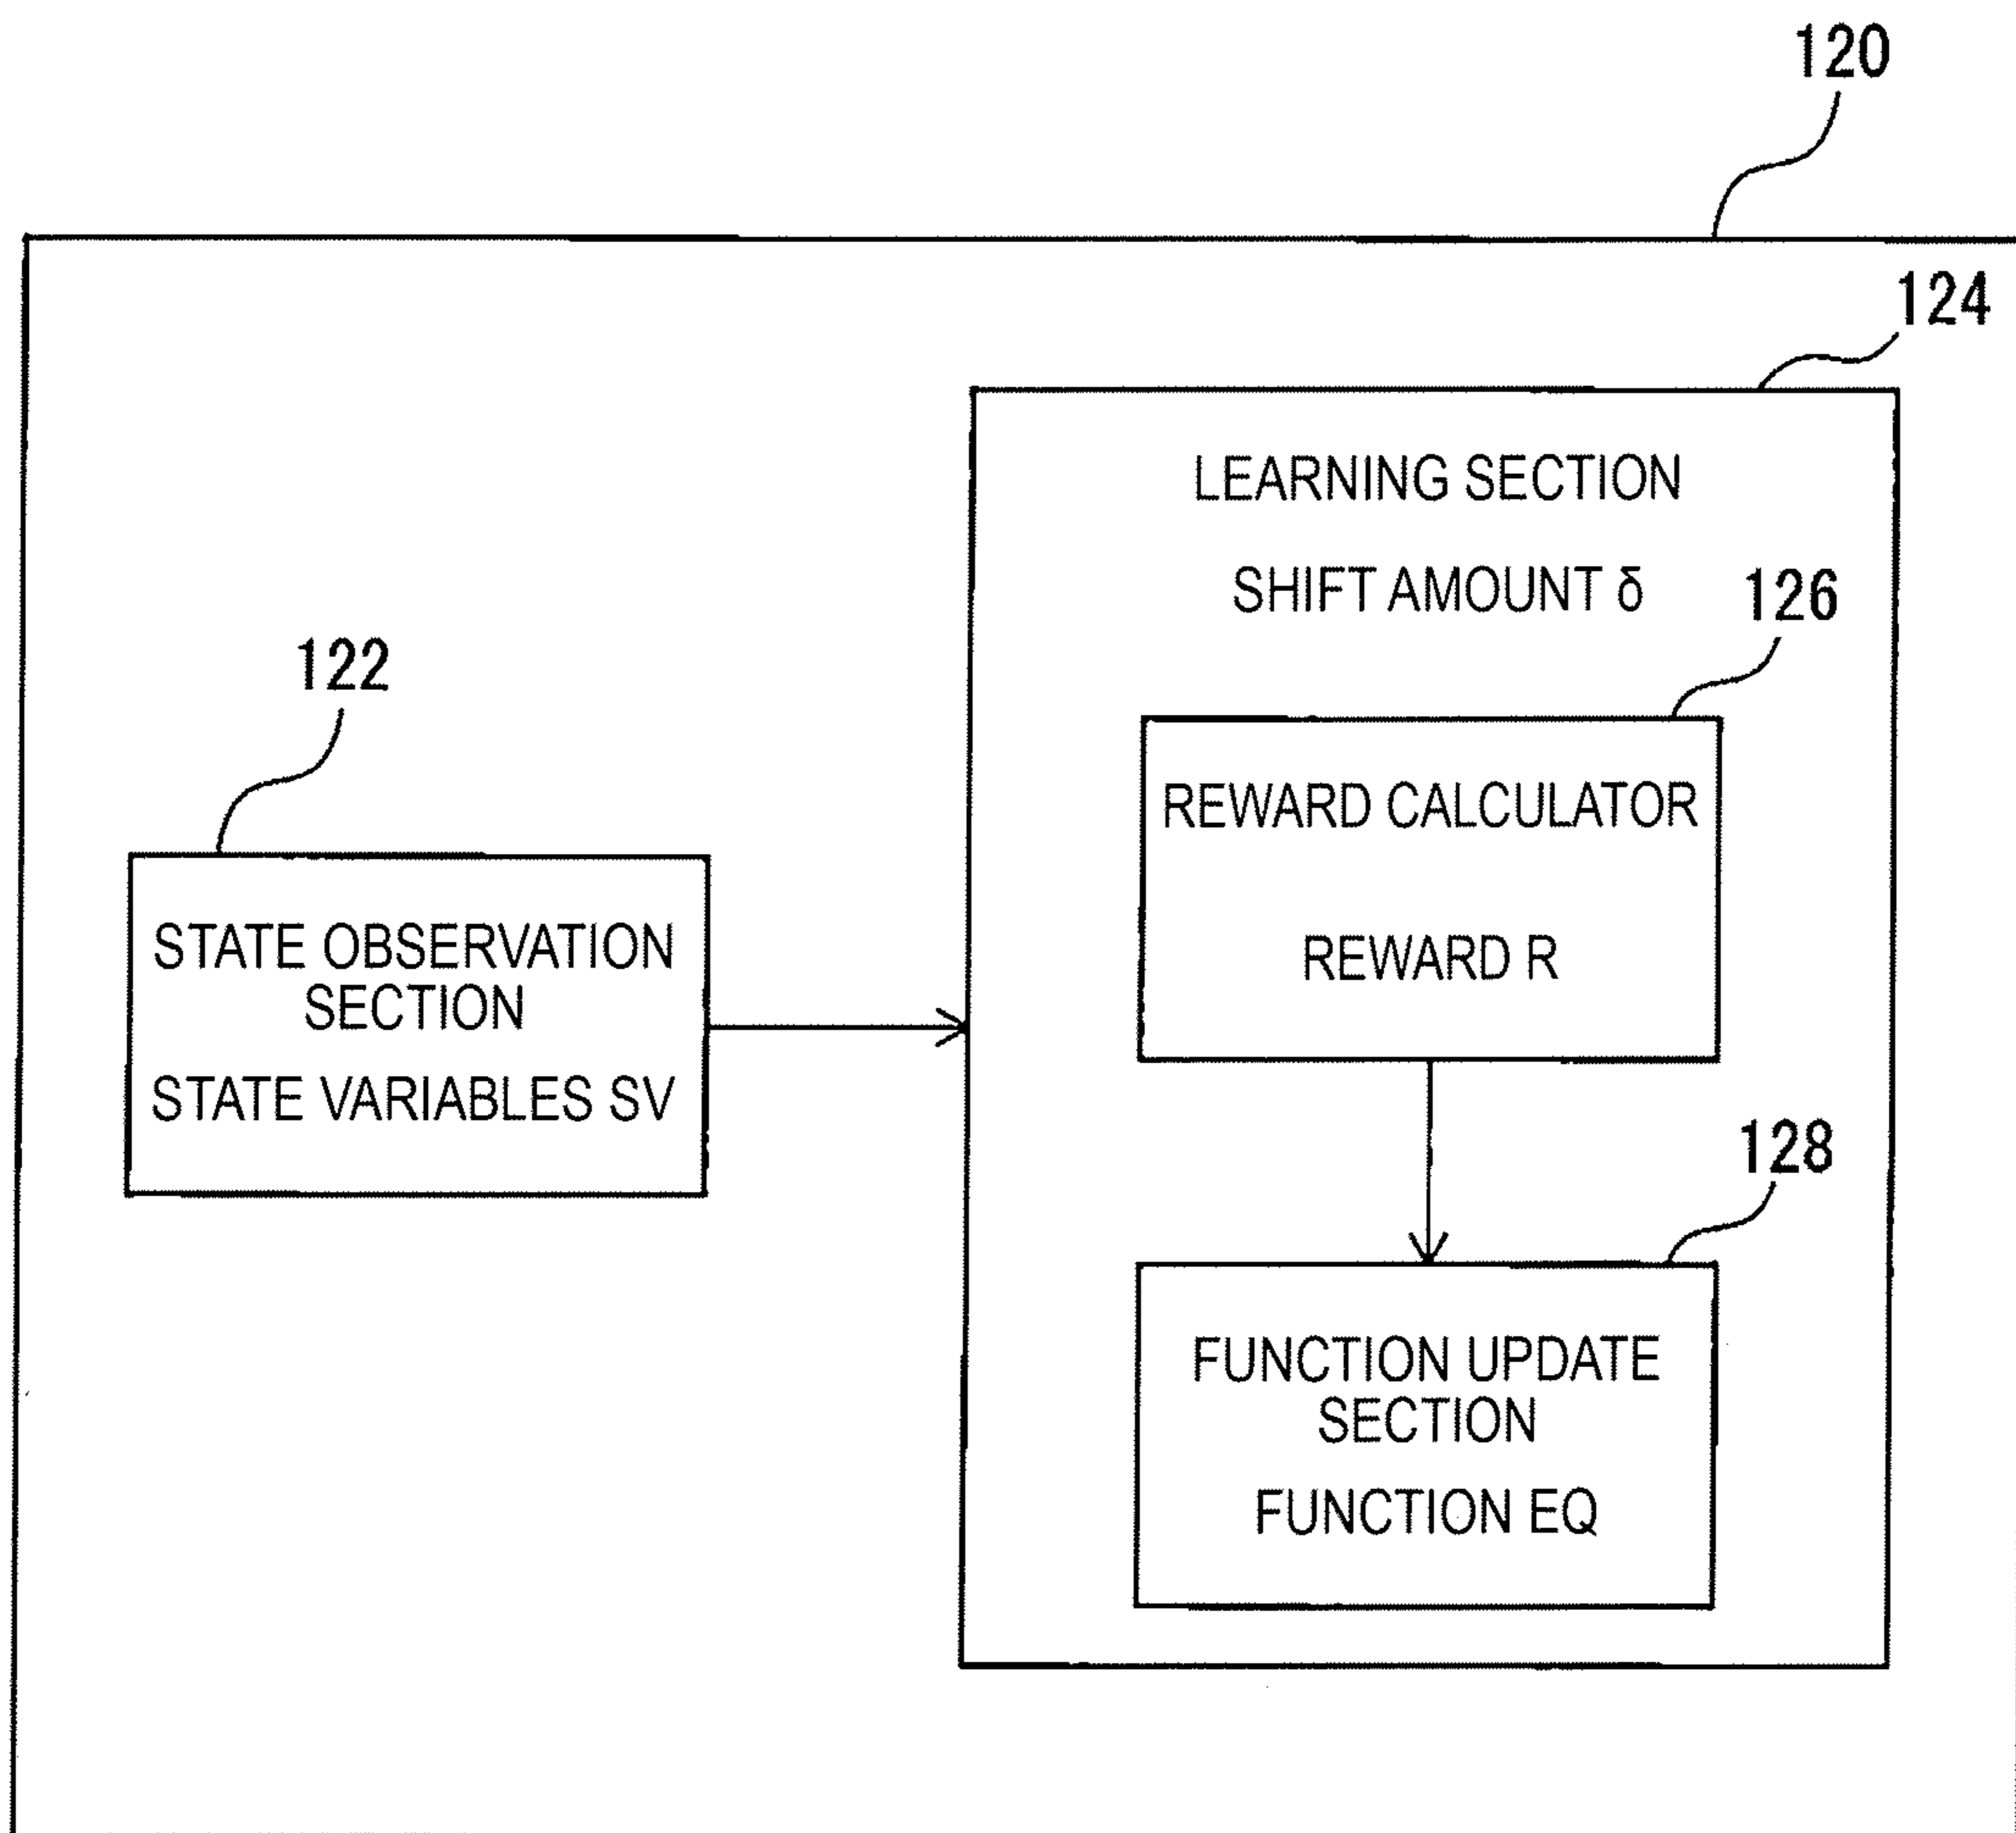 120
124
LEARNING SECTION
SHIFT AMOUNT δ
126
122
REWARD CALCULATOR
REWARD R
STATE OBSERVATION
SECTION
STATE VARIABLES SV
128
FUNCTION UPDATE
SECTION
FUNCTION EQ